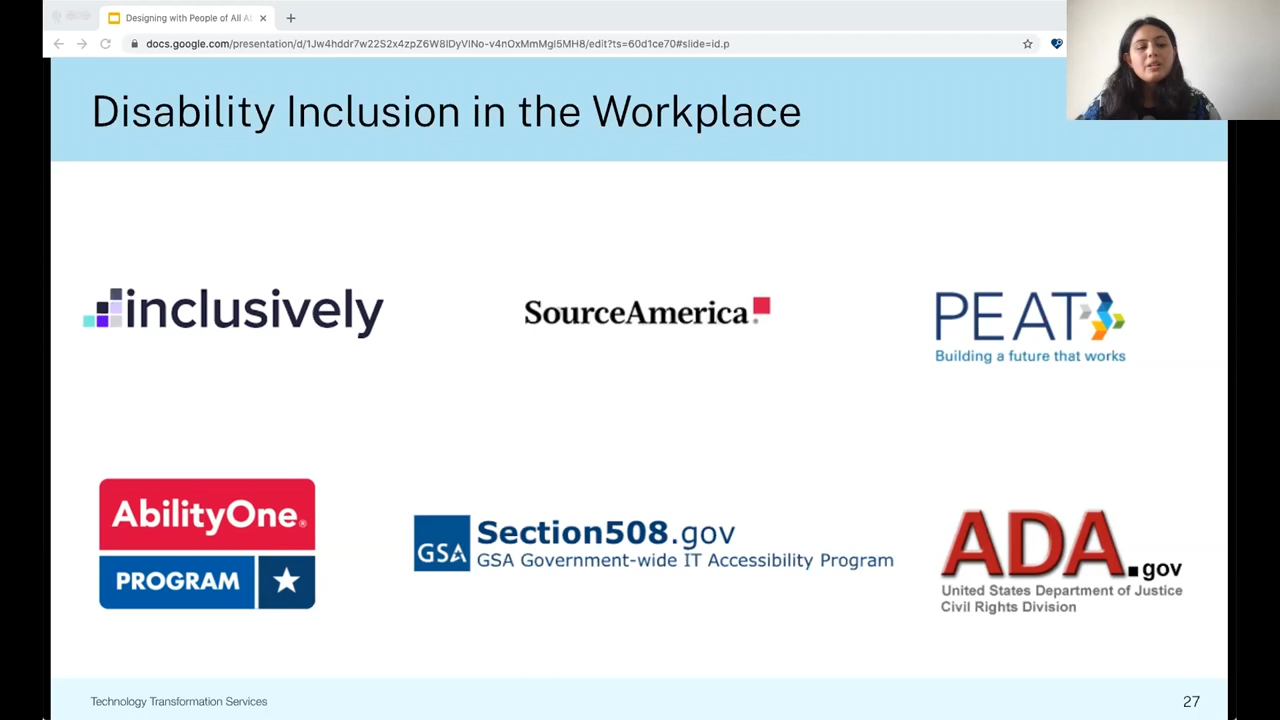 Designing with People of All A
docs.google.com/presentation/d/1Jw4hddr7w22S2x4zpZ6W8IDyVINo-v4nOxMmMgI5MH8/edit?ts=60d1ce70#slide=id.p
Disability Inclusion in the Workplace
inclusively
SourceAmerica®
PEAT
Building a future that works
AbilityOne®
PROGRAM
GSA
Section508.gov
GSA Government-wide IT Accessibility Program
ADA.gov
United States Department of Justice
Civil Rights Division
Technology Transformation Services
27